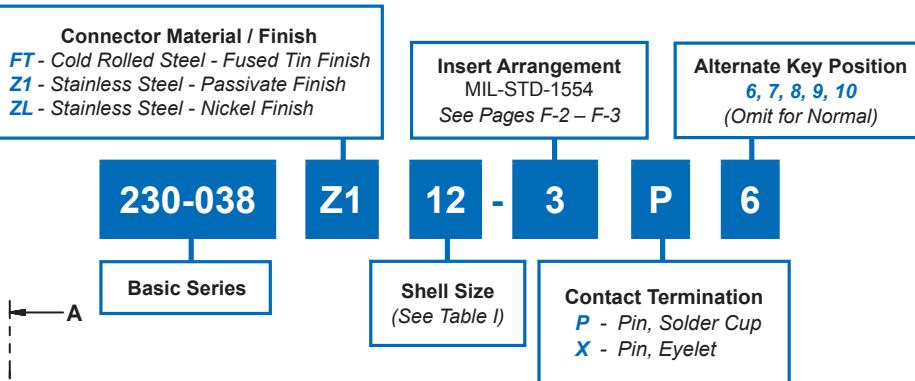 Connector Material / Finish
FT - Cold Rolled Steel - Fused Tin Finish
Z1 - Stainless Steel - Passivate Finish
ZL - Stainless Steel - Nickel Finish
Insert Arrangement
MIL-STD-1554
See Pages F-2 – F-3
Alternate Key Position
6, 7, 8, 9, 10
(Omit for Normal)
230-038 Z1 12 - 3 P 6
Basic Series
Shell Size
(See Table I)
Contact Termination
P - Pin, Solder Cup
X - Pin, Eyelet
A